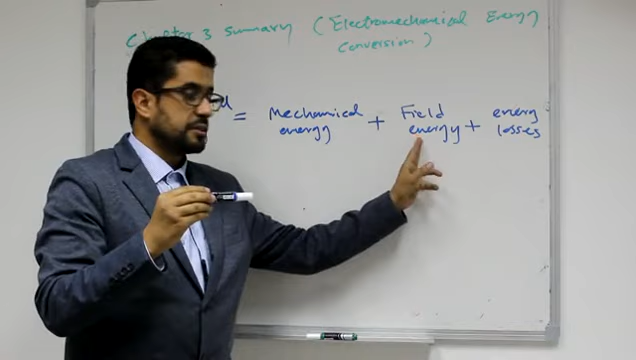 Chapter 3 summary (Electromechanical Energy
conversion)
= Mechanical + Field + energy
energy energy losses